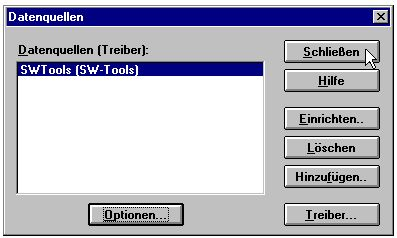 Datenquellen
Datenquellen (Treiber):
SWTools (SW-Tools)
Schließen
Hilfe
Einrichten..
Löschen
Hinzufügen..
Optionen...
Treiber...